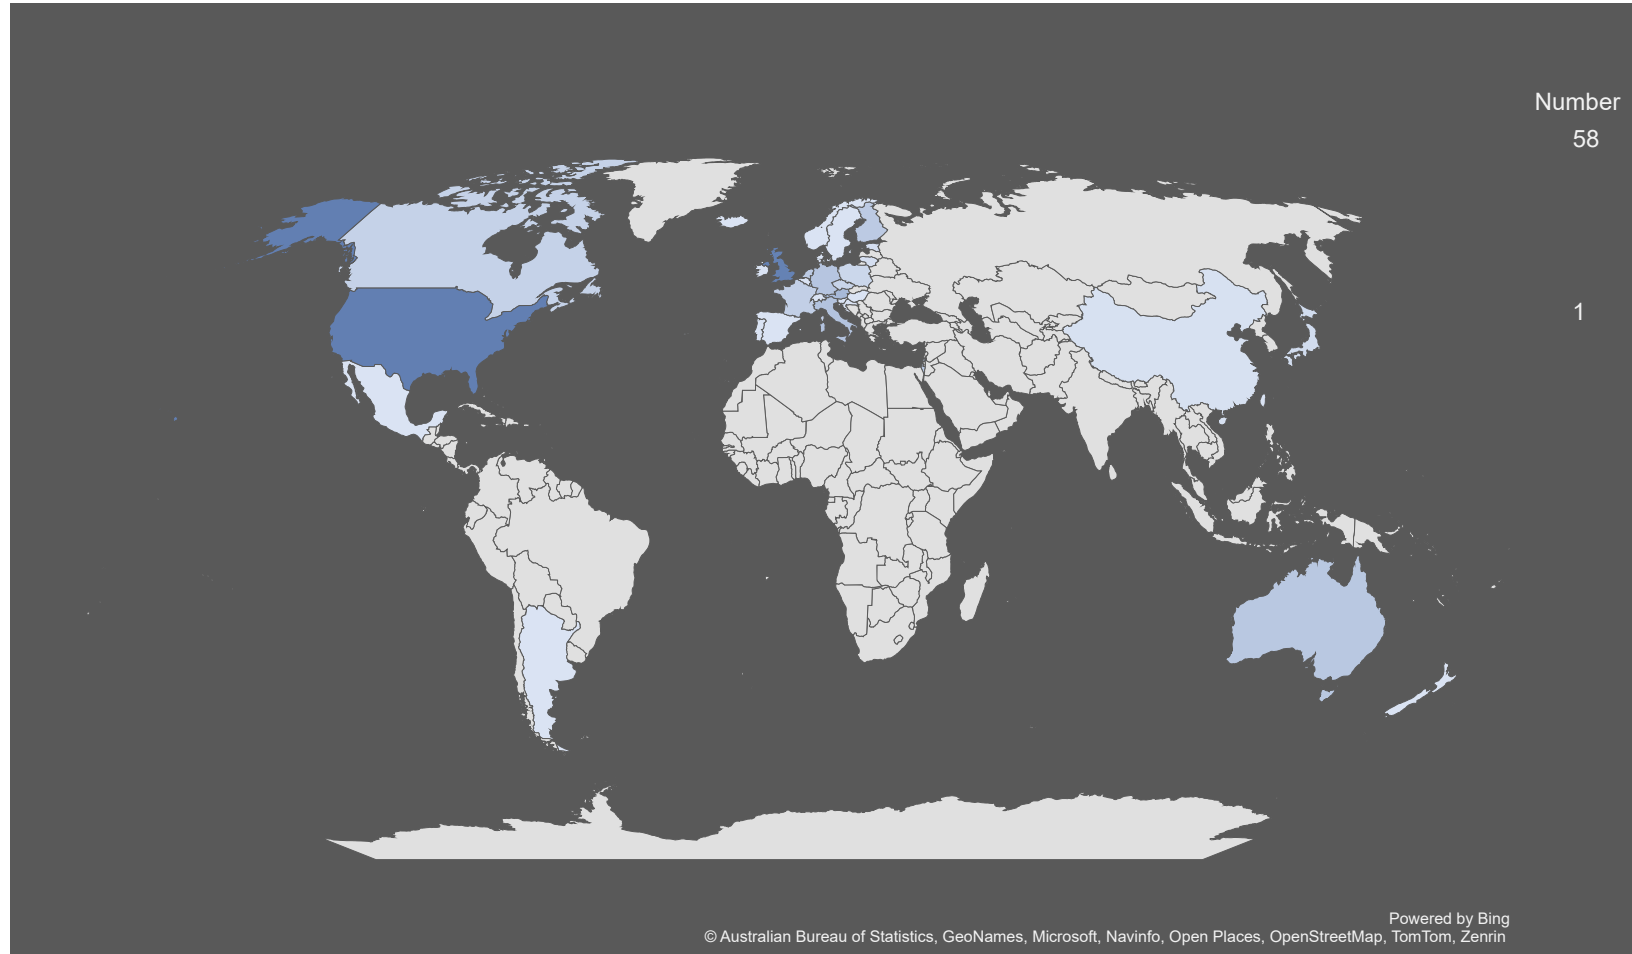 Number
58
1
Powered by Bing
© Australian Bureau of Statistics, GeoNames, Microsoft, Navinfo, Open Places, OpenStreetMap, TomTom, Zenrin